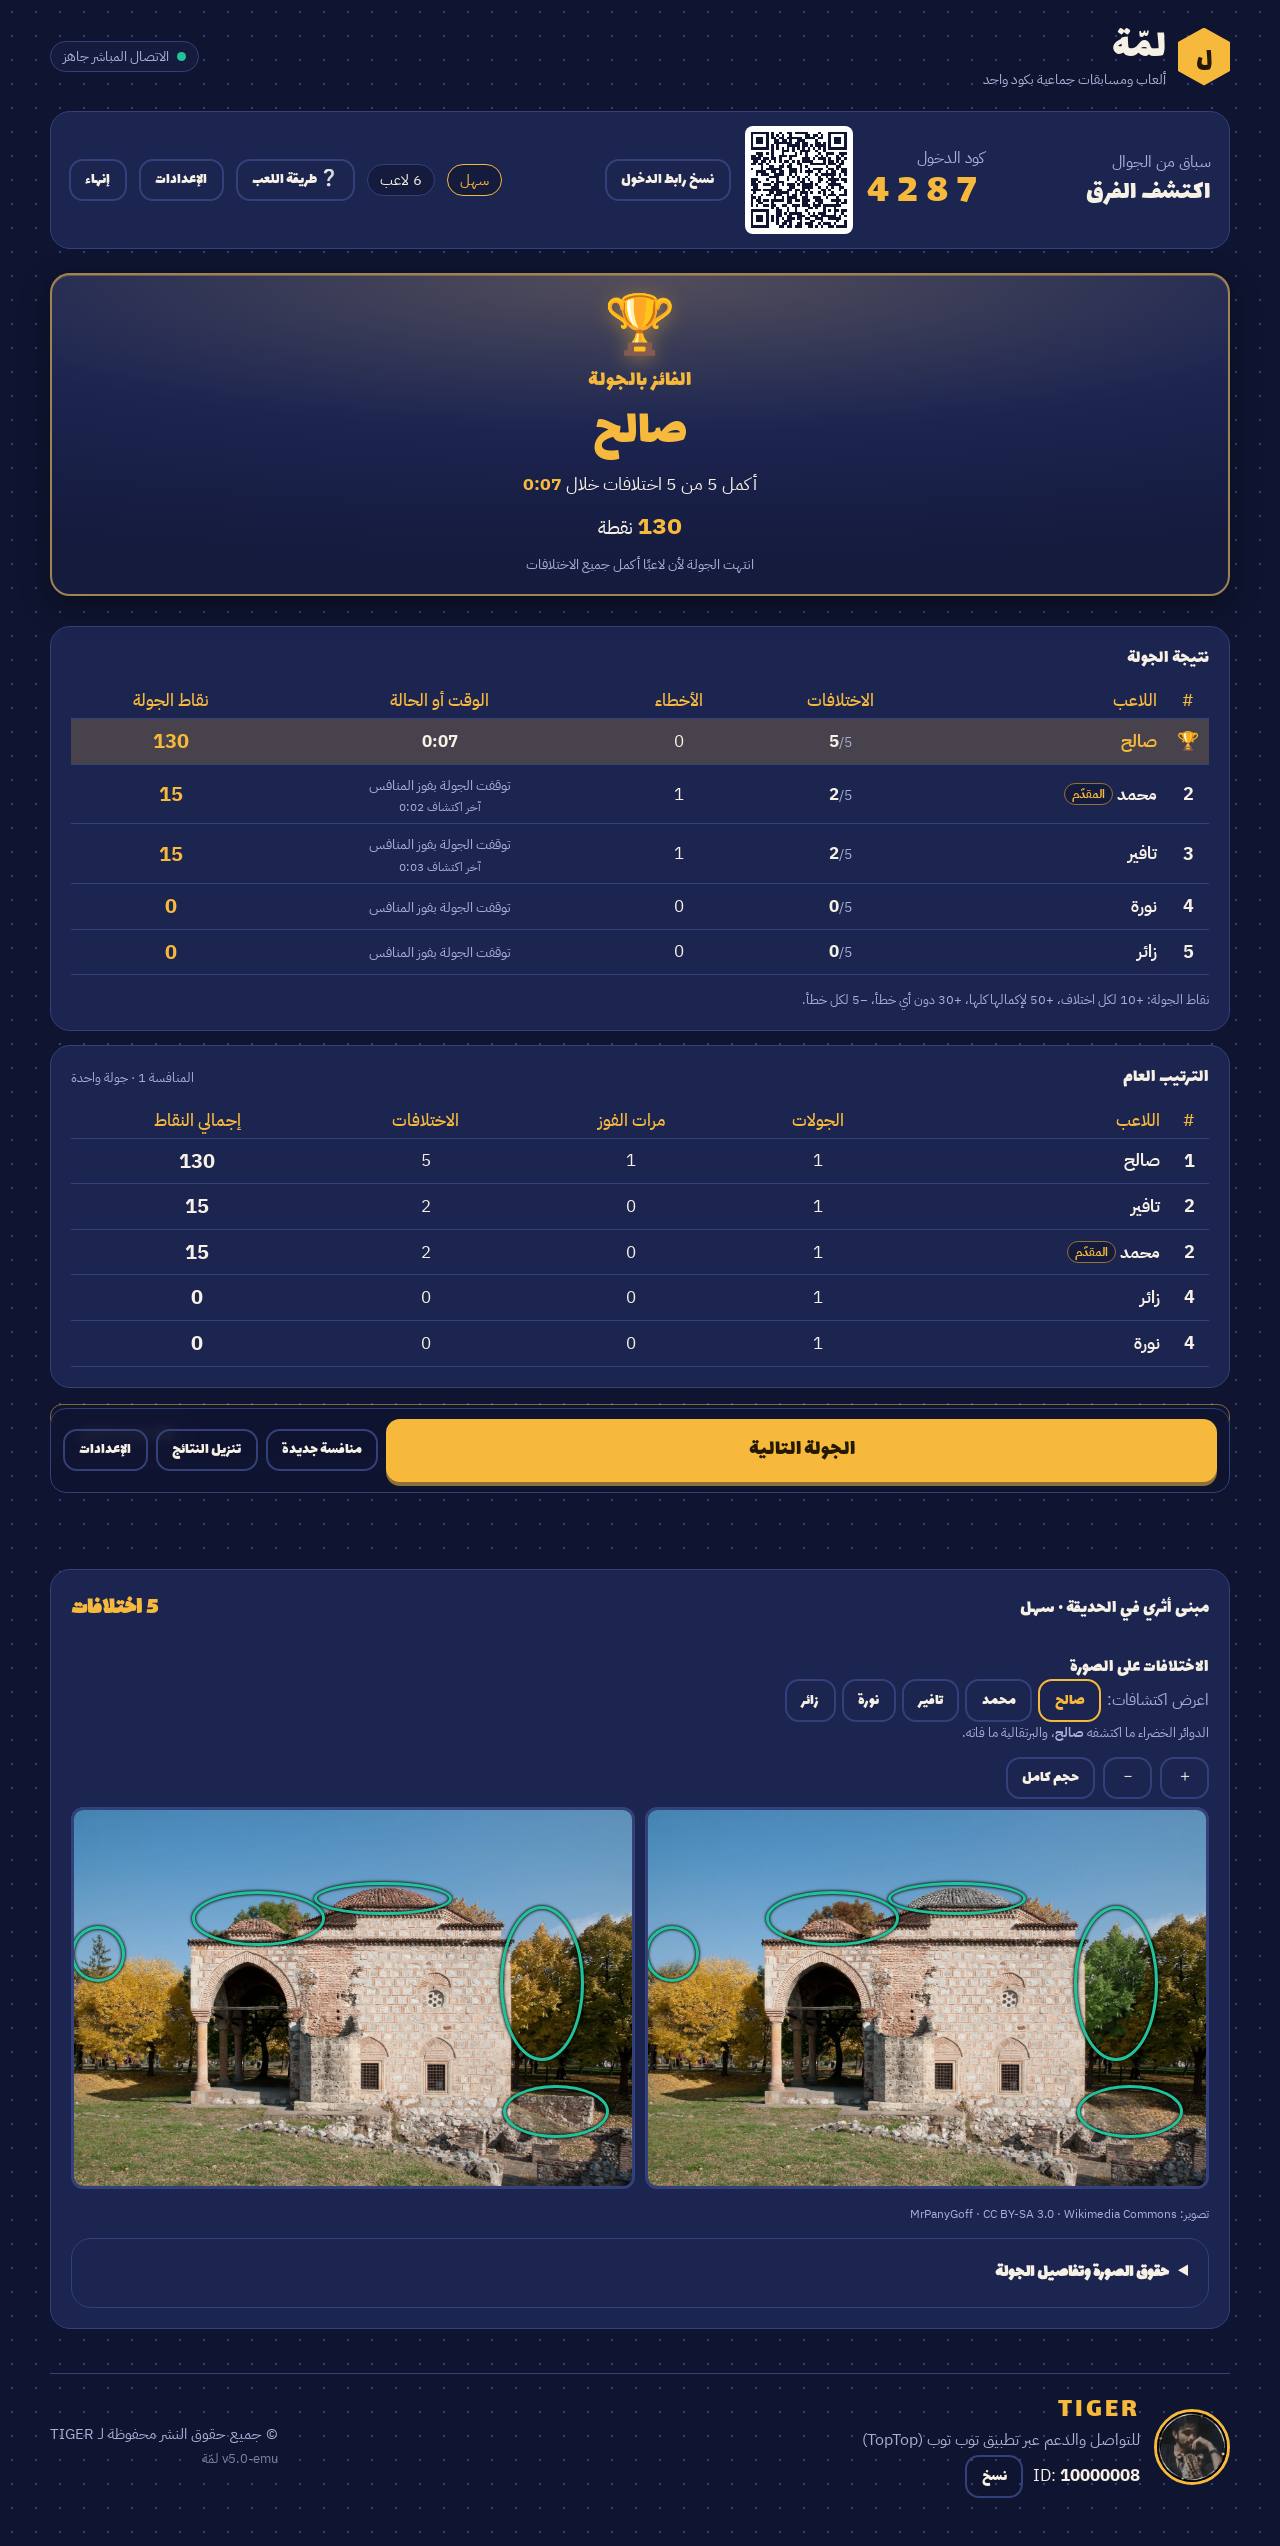 ل
لمّة
ألعاب ومسابقات جماعية بكود واحد
الاتصال المباشر جاهز
سباق من الجوال
اكتشف الفرق
كود الدخول
4287
نسخ رابط الدخول
سهل
6 لاعب
❔ طريقة اللعب
الإعدادات
إنهاء
الفائز بالجولة
صالح
أكمل 5 من 5 اختلافات خلال 0:07
130 نقطة
انتهت الجولة لأن لاعبًا أكمل جميع الاختلافات
نتيجة الجولة
# اللاعب الاختلافات الأخطاء الوقت أو الحالة نقاط الجولة
🏆 صالح 5/5 0 0:07 130
2 محمد المقدّم 2/5 1 توقفت الجولة بفوز المنافس 15
آخر اكتشاف 0:02
3 تافير 2/5 1 توقفت الجولة بفوز المنافس 15
آخر اكتشاف 0:03
4 نورة 0/5 0 توقفت الجولة بفوز المنافس 0
5 زائر 0/5 0 توقفت الجولة بفوز المنافس 0
نقاط الجولة: +10 لكل اختلاف، +50 لإكمالها كلها، +30 دون أي خطأ، −5 لكل خطأ.
الترتيب العام
المنافسة 1 · جولة واحدة
# اللاعب الجولات مرات الفوز الاختلافات إجمالي النقاط
1 صالح 1 1 5 130
2 تافير 1 0 2 15
2 محمد المقدّم 1 0 2 15
4 زائر 1 0 0 0
4 نورة 1 0 0 0
الجولة التالية
منافسة جديدة
تنزيل النتائج
الإعدادات
مبنى أثري في الحديقة · سهل
5 اختلافات
الاختلافات على الصورة
اعرض اكتشافات: صالح محمد تافير نورة زائر
الدوائر الخضراء ما اكتشفه صالح، والبرتقالية ما فاته.
+ − حجم كامل
تصوير: MrPanyGoff · CC BY-SA 3.0 · Wikimedia Commons
◀ حقوق الصورة وتفاصيل الجولة
TIGER
للتواصل والدعم عبر تطبيق توب توب (TopTop)
ID: 10000008
نسخ
© جميع حقوق النشر محفوظة لـ TIGER
لمّة v5.0-emu